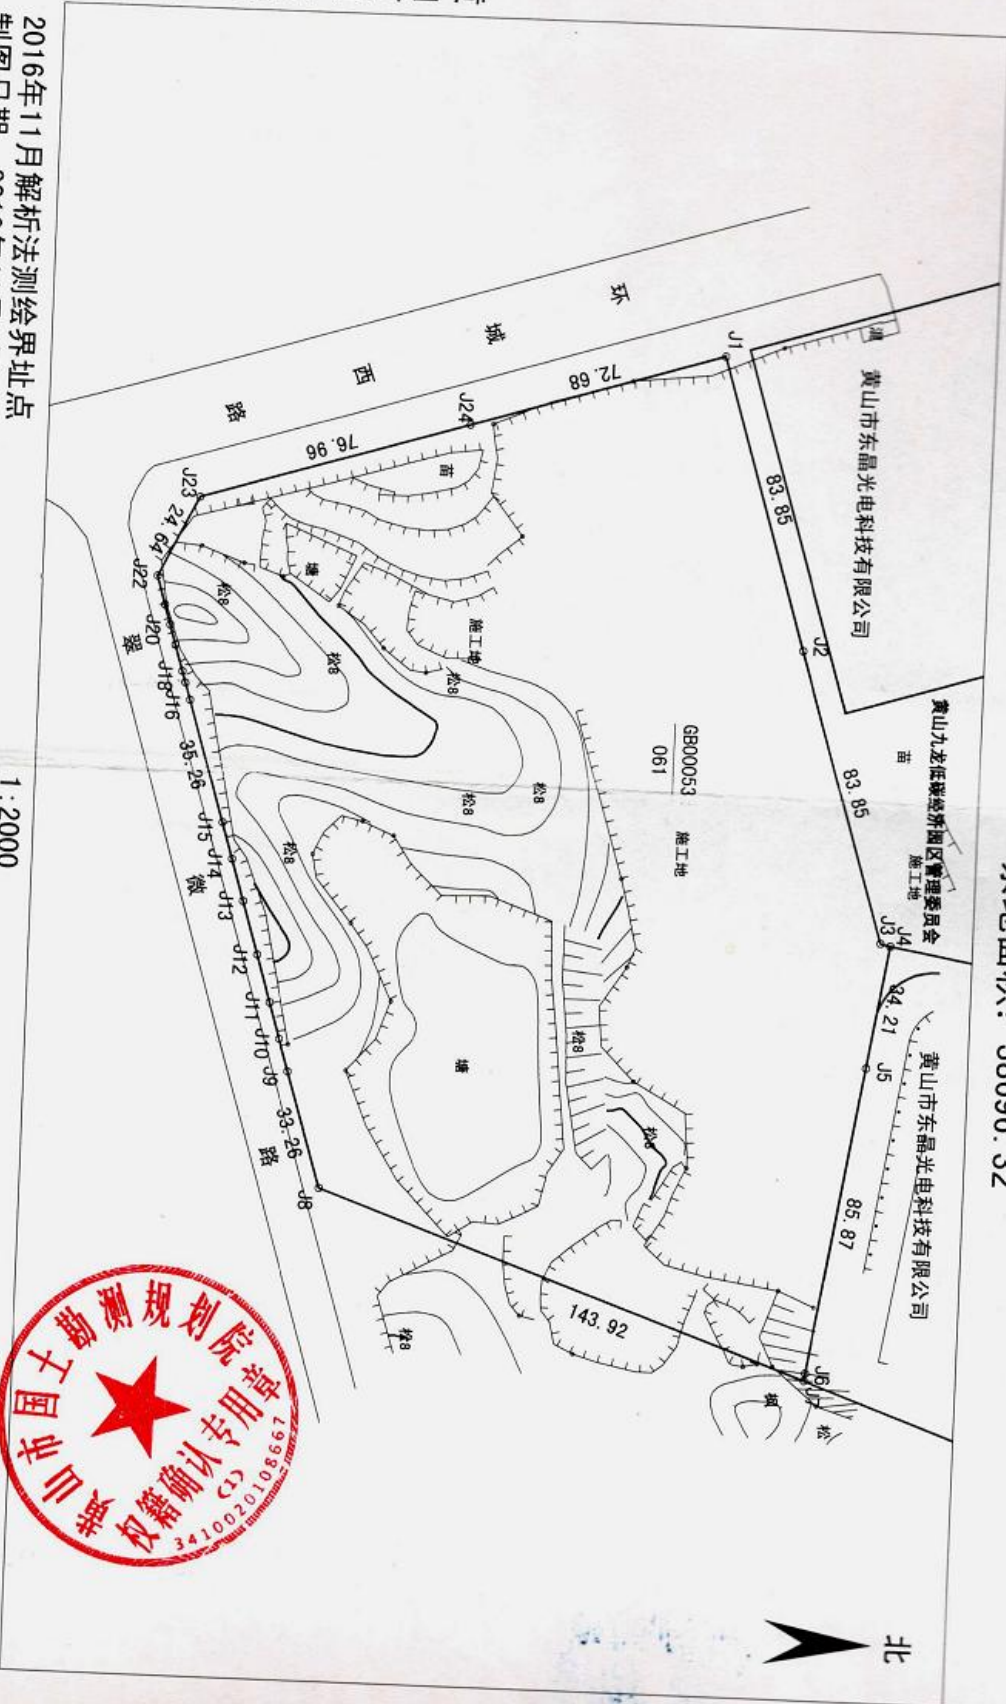 环
城
西
路
J1
J2
J3
J4
J5
J6
J8
J9
J10
J11
J12
J13
J14
J15
J16
J18
J20
J22
J23
J24
83.85
83.85
34.21
85.87
143.92
33.26
35.26
24.64
76.96
72.68
黄山市东晶光电科技有限公司
黄山九龙低碳经济园区管理委员会
苗
施工地
黄山市东晶光电科技有限公司
GB00053
061
施工地
苗
塘
施工地
松8
松8
松8
松8
松8
松8
松8
松8
松8
塘
松
翠
微
路
北
2016年11月解析法测绘界址点
1:2000
黄山市国土勘测规划院
权籍确认专用章
(1)
3410020108667